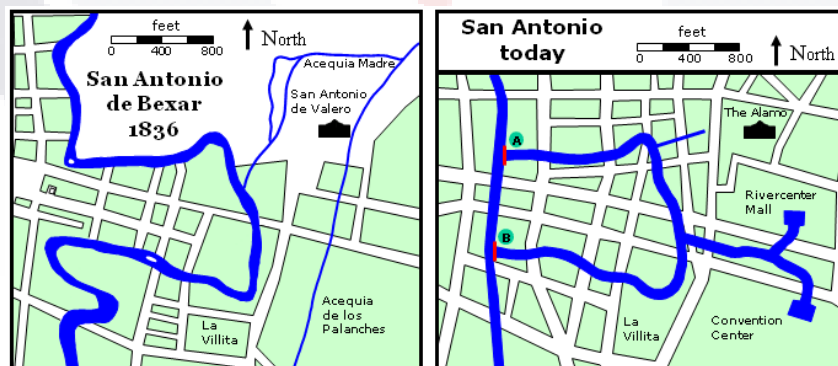 feet
0 400 800
North
San Antonio
de Bexar
1836
Acequia Madre
San Antonio
de Valero
La
Villita
Acequia
de los
Palanches
San Antonio
today
feet
0 400 800
North
A
The Alamo
Rivercenter
Mall
B
La
Villita
Convention
Center